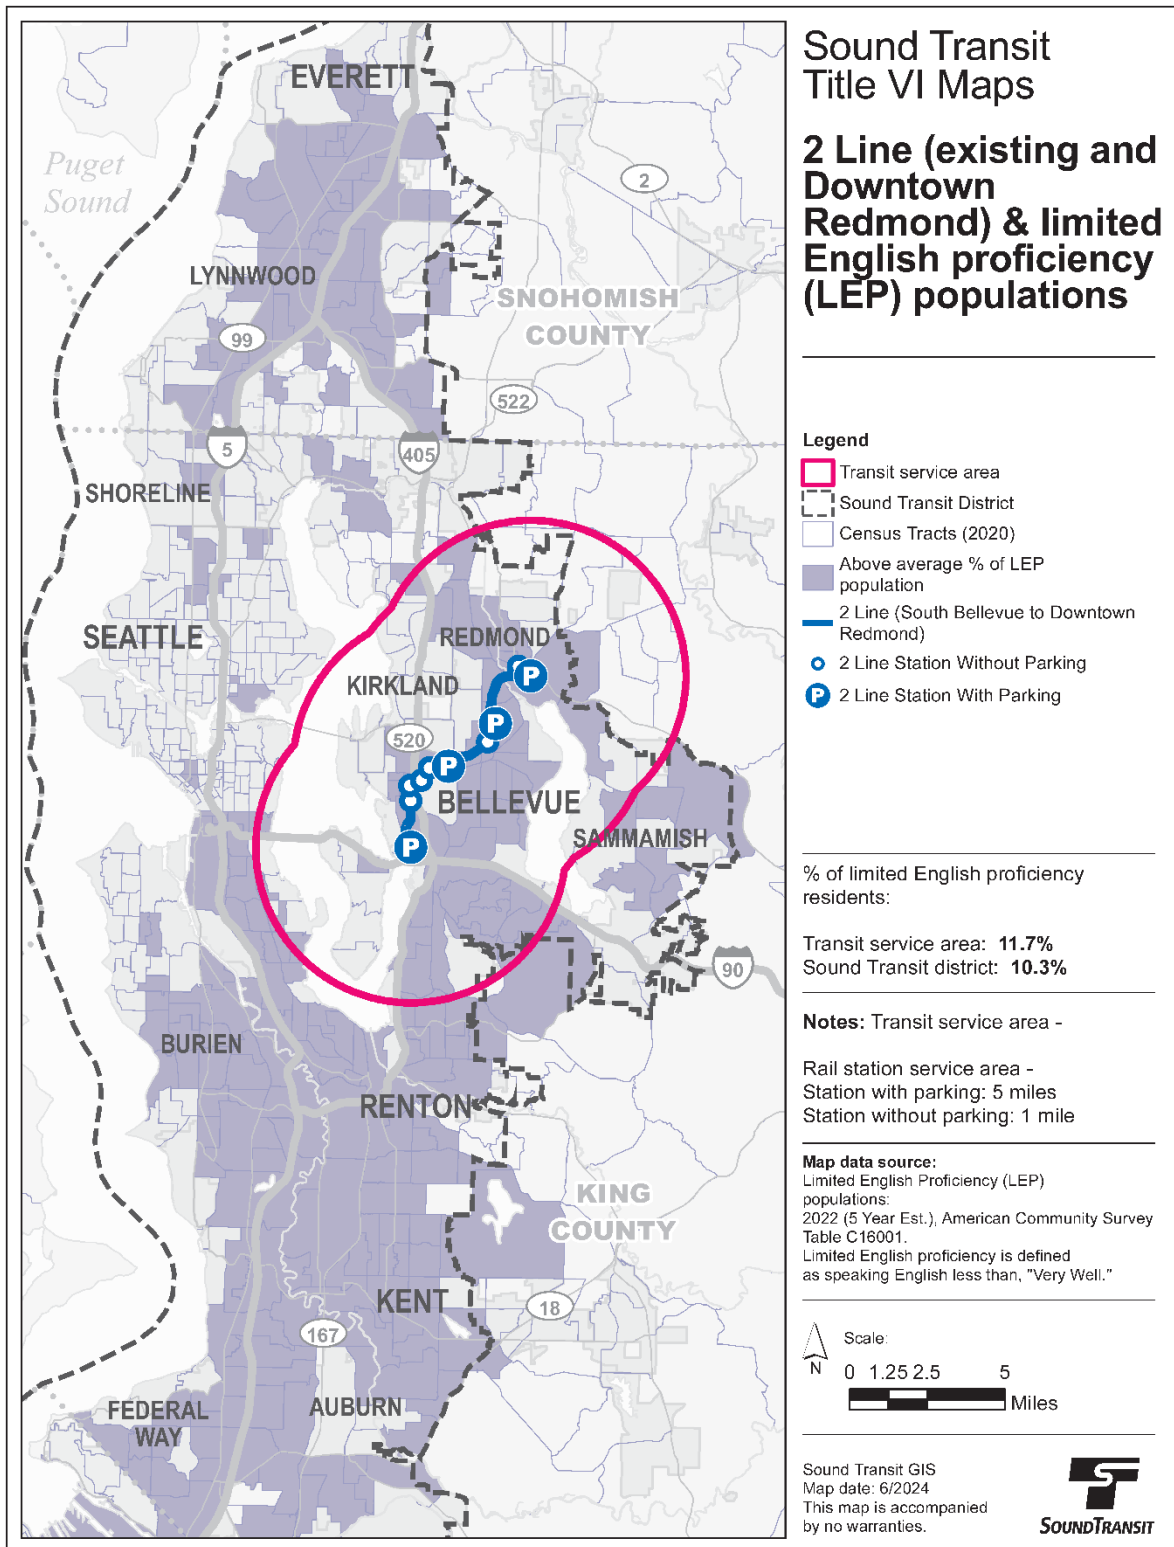 Sound Transit
Title VI Maps
2 Line (existing and
Downtown
Redmond) & limited
English proficiency
(LEP) populations
Legend
Transit service area
Sound Transit District
Census Tracts (2020)
Above average % of LEP
population
2 Line (South Bellevue to Downtown
Redmond)
2 Line Station Without Parking
P 2 Line Station With Parking
% of limited English proficiency
residents:
Transit service area: 11.7%
Sound Transit district: 10.3%
Notes: Transit service area -
Rail station service area -
Station with parking: 5 miles
Station without parking: 1 mile
Map data source:
Limited English Proficiency (LEP)
populations:
2022 (5 Year Est.), American Community Survey
Table C16001.
Limited English proficiency is defined
as speaking English less than, "Very Well."
Scale:
N
0 1.25 2.5 5
Miles
Sound Transit GIS
Map date: 6/2024
This map is accompanied
by no warranties.
SOUNDTRANSIT
EVERETT
Puget
Sound
2
LYNNWOOD
SNOHOMISH
COUNTY
99
522
5
405
SHORELINE
SEATTLE
REDMOND
P
KIRKLAND
P
520
P
BELLEVUE
SAMMAMISH
P
90
BURIEN
RENTON
KING
COUNTY
KENT
18
167
FEDERAL
WAY
AUBURN